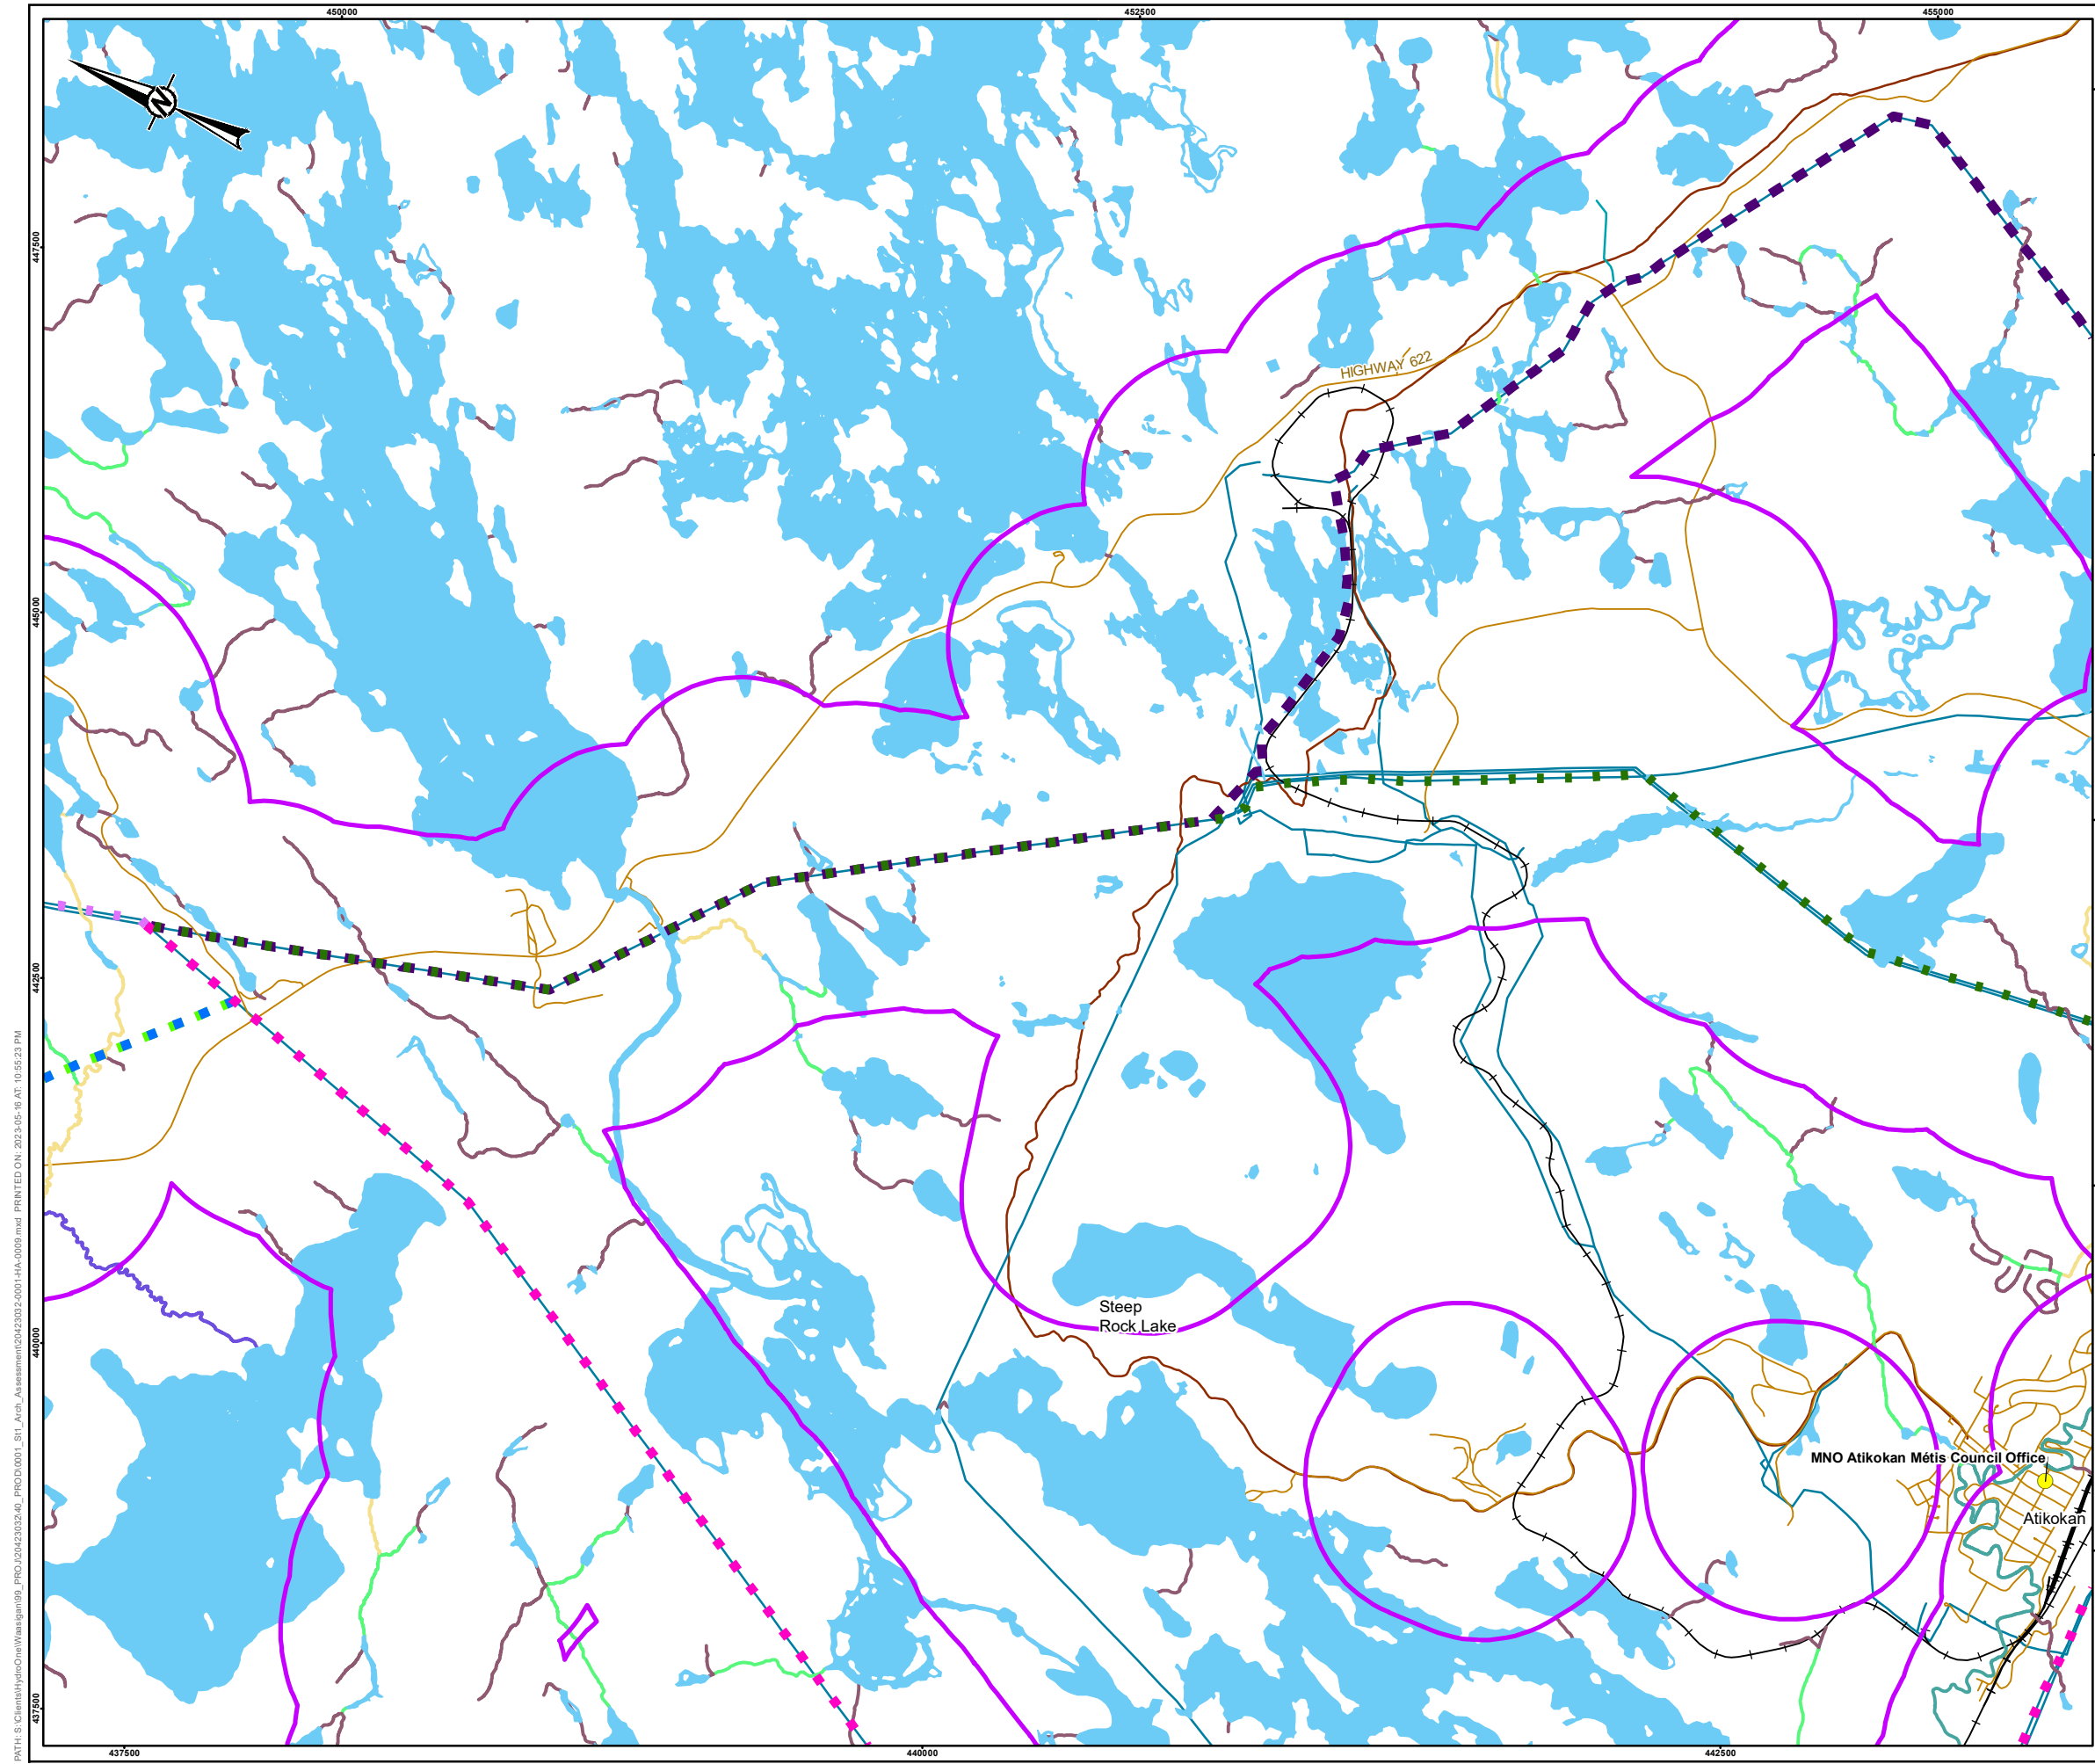 450000
452500
455000
N
447500
HIGHWAY 622
445000
442500
Steep
Rock Lake
440000
MNO Atikokan Métis Council Office
Atikokan
437500
437500
440000
442500
PATH: S:\Clients\HydroOne\Waasigan\99_PROJ\20423032\40_PROD\0001_St1_Arch_Assessment\20423032-0001-HA-0009.mxd PRINTED ON: 2023-05-16 AT: 10:55:23 PM